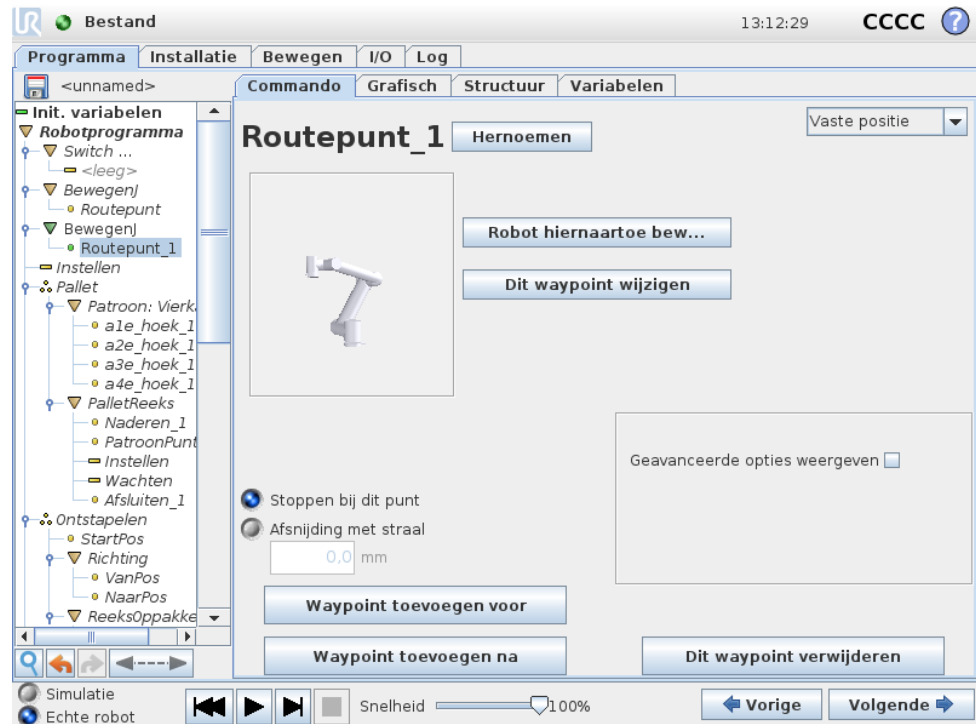 UR Bestand 13:12:29 CCCC ?
Programma Installatie Bewegen I/O Log
<unnamed>
Commando Grafisch Structuur Variabelen
Init. variabelen
Robotprogramma
Switch ...
<leeg>
BewegenJ
Routepunt
BewegenJ
Routepunt_1
Instellen
Pallet
Patroon: Vierk
a1e_hoek_1
a2e_hoek_1
a3e_hoek_1
a4e_hoek_1
PalletReeks
Naderen_1
PatroonPunt
Instellen
Wachten
Afsluiten_1
Ontstapelen
StartPos
Richting
VanPos
NaarPos
ReeksOppakke
Routepunt_1 Hernoemen
Vaste positie
Robot hiernaartoe bew...
Dit waypoint wijzigen
Geavanceerde opties weergeven
Stoppen bij dit punt
Afsnijding met straal
0,0 mm
Waypoint toevoegen voor
Waypoint toevoegen na
Dit waypoint verwijderen
Simulatie
Echte robot
Snelheid 100%
Vorige
Volgende